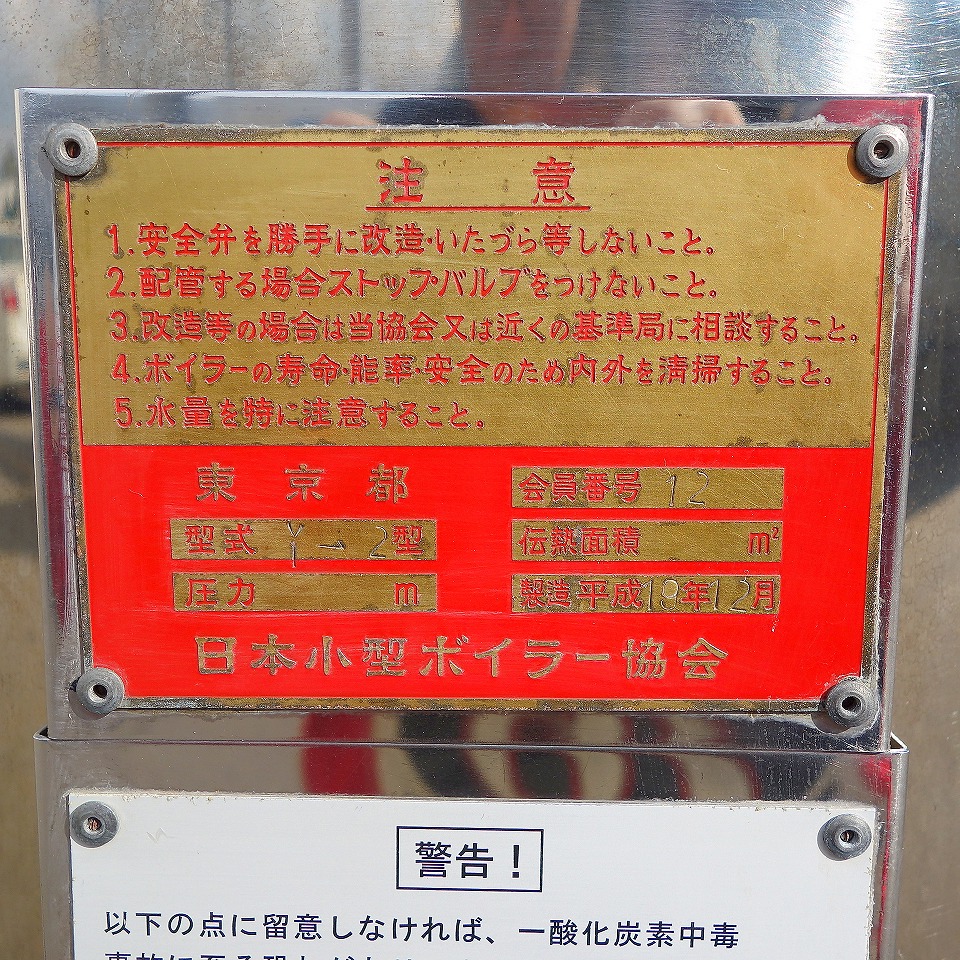 注意
1.安全弁を勝手に改造・いたづら等しないこと。
2.配管する場合ストップ・バルブをつけないこと。
3.改造等の場合は当協会又は近くの基準局に相談すること。
4.ボイラーの寿命・能率・安全のため内外を清掃すること。
5.水量を特に注意すること。
東京都
会員番号 12
型式 Y-2型
伝熱面積 m²
圧力 m
製造平成19年12月
日本小型ボイラー協会
警告！
以下の点に留意しなければ、一酸化炭素中毒